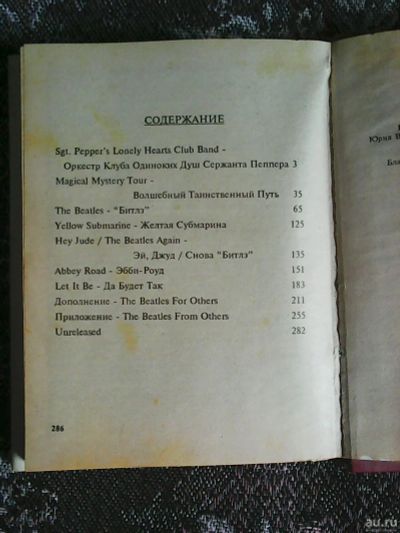 СОДЕРЖАНИЕ
Sgt. Pepper's Lonely Hearts Club Band -
Оркестр Клуба Одиноких Душ Сержанта Пеппера 3
Magical Mystery Tour -
Волшебный Таинственный Путь 35
The Beatles - "Битлз" 65
Yellow Submarine - Желтая Субмарина 125
Hey Jude / The Beatles Again -
Эй, Джуд / Снова "Битлз" 135
Abbey Road - Эбби-Роуд 151
Let It Be - Да Будет Так 183
Дополнение - The Beatles For Others 211
Приложение - The Beatles From Others 255
Unreleased 282
286
Юрия
au.ru